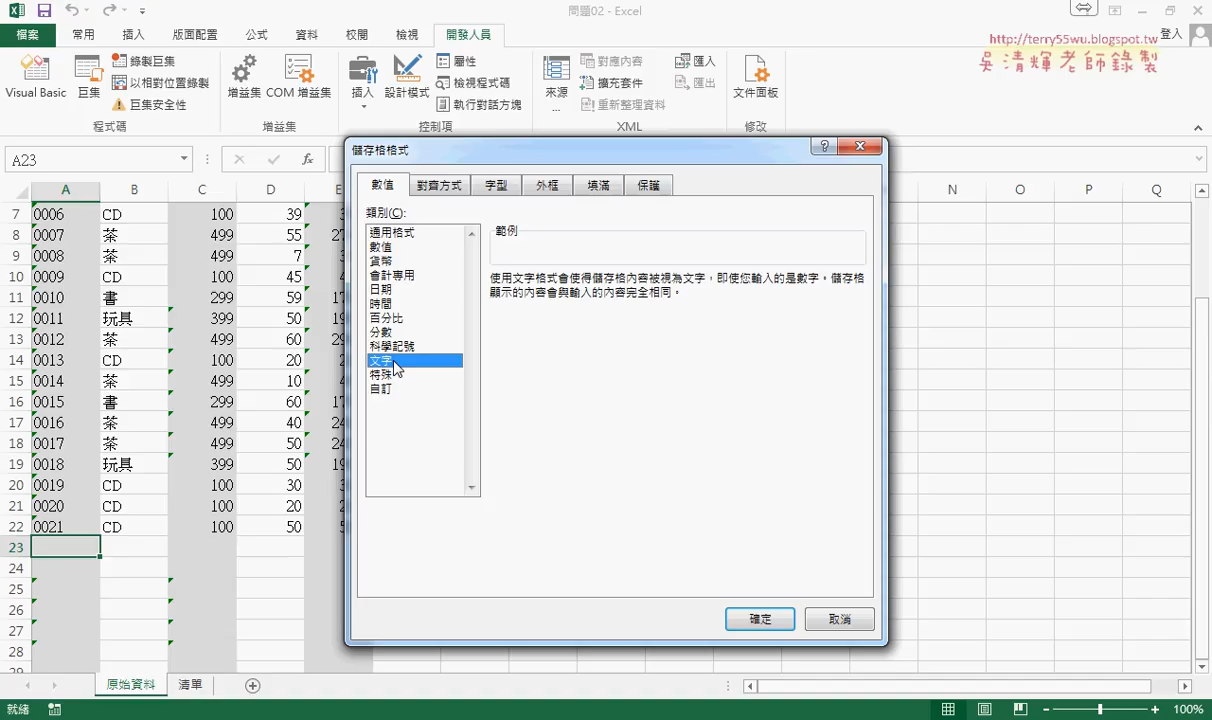 問題02 - Excel
檔案 常用 插入 版面配置 公式 資料 校閱 檢視 開發人員 登入
http://terry55wu.blogspot.tw
吳清輝老師錄製
Visual Basic 巨集 錄製巨集 以相對位置錄製 巨集安全性
增益集 COM 增益集
插入 設計模式 屬性 檢視程式碼 執行對話方塊
來源 ... 對應內容 擴充套件 重新整理資料 匯入 匯出
文件面板
程式碼 增益集 控制項 XML 修改
A23 fx
儲存格格式
數值 對齊方式 字型 外框 填滿 保護
類別(C):
通用格式
數值
貨幣
會計專用
日期
時間
百分比
分數
科學記號
文字
特殊
自訂
範例
使用文字格式會使得儲存格內容被視為文字，即使您輸入的是數字。儲存格
顯示的內容會與輸入的內容完全相同。
確定 取消
A B C D E N O P Q
7 0006 CD 100 39
8 0007 茶 499 55 27
9 0008 茶 499 7
10 0009 CD 100 45
11 0010 書 299 59 17
12 0011 玩具 399 50 19
13 0012 茶 499 60 29
14 0013 CD 100 20
15 0014 茶 499 10
16 0015 書 299 60 17
17 0016 茶 499 40
18 0017 茶 499 50
19 0018 玩具 399 50 19
20 0019 CD 100 30
21 0020 CD 100 20
22 0021 CD 100 50
23
24
25
26
27
28
29
原始資料 清單
就緒 100%